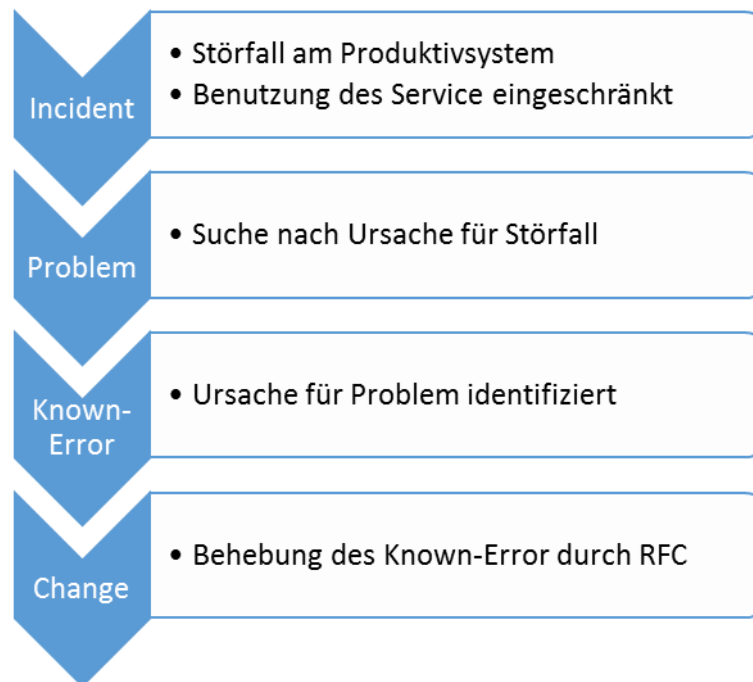 Incident
• Störfall am Produktivsystem
• Benutzung des Service eingeschränkt
Problem
• Suche nach Ursache für Störfall
Known-
Error
• Ursache für Problem identifiziert
Change
• Behebung des Known-Error durch RFC